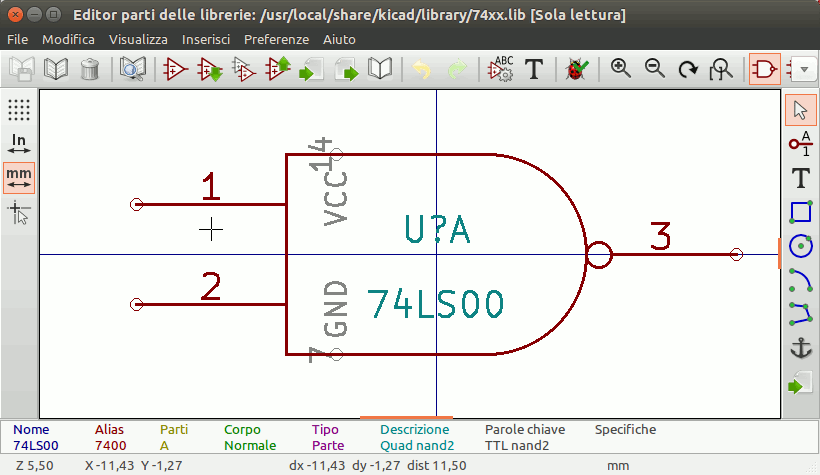 Editor parti delle librerie: /usr/local/share/kicad/library/74xx.lib [Sola lettura]
File Modifica Visualizza Inserisci Preferenze Aiuto
ABC T
In
mm
A
1
T
14
VCC
1
U?A
3
2
GND
74LS00
7
Nome Alias Parti Corpo Tipo Descrizione Parole chiave Specifiche
74LS00 7400 A Normale Parte Quad nand2 TTL nand2
Z 5,50 X -11,43 Y -1,27 dx -11,43 dy -1,27 dist 11,50 mm